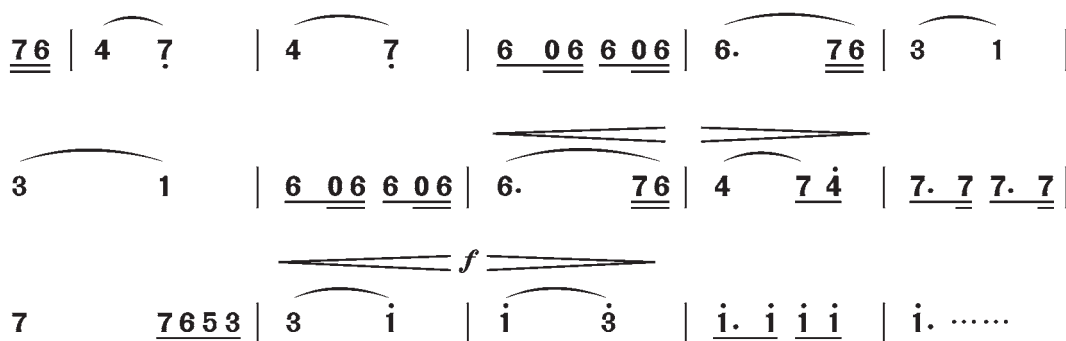 76 | 4 7̣ | 4 7̣ | 6 06 6 06 | 6. 76 | 3 1 |
3 1 | 6 06 6 06 | 6. 76 | 4 7 4̇ | 7. 7 7. 7 |
f
7 7653 | 3 1̇ | 1̇ 3̇ | 1̇. 1̇ 1̇ 1̇ | 1̇. ……